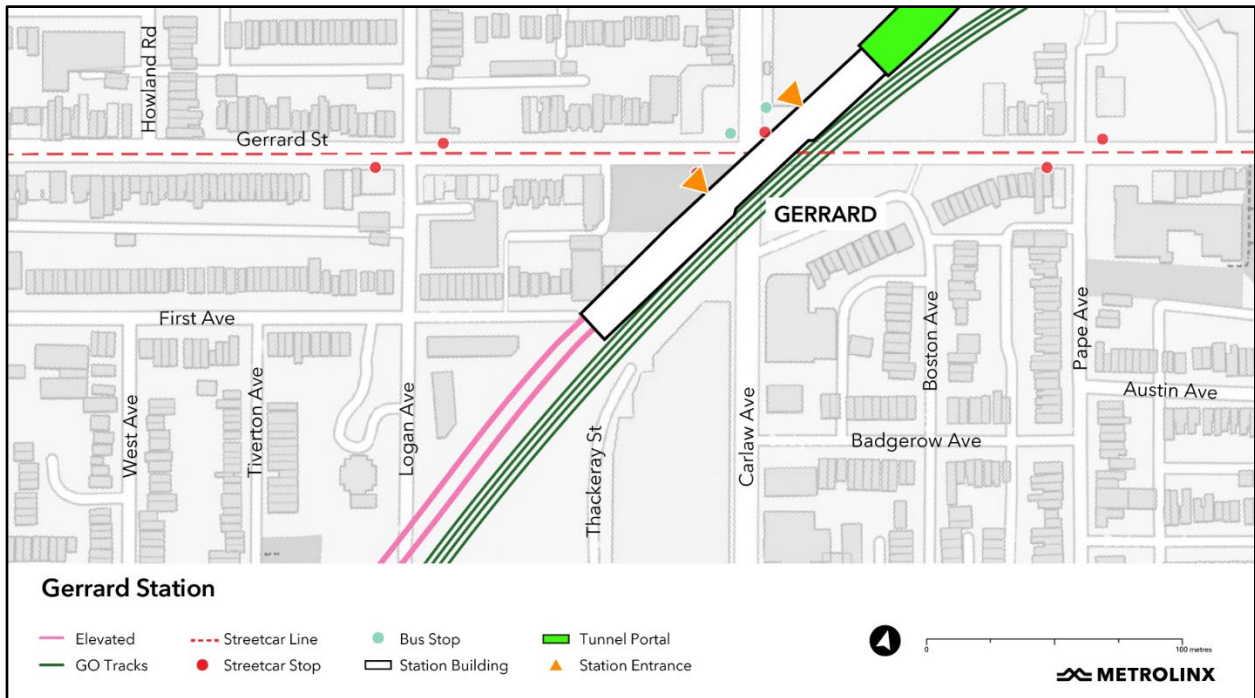 Howland Rd
Gerrard St
GERRARD
First Ave
West Ave
Tiverton Ave
Logan Ave
Thackeray St
Carlaw Ave
Boston Ave
Pape Ave
Austin Ave
Badgerow Ave
Gerrard Station
Elevated
Streetcar Line
Bus Stop
Tunnel Portal
GO Tracks
Streetcar Stop
Station Building
Station Entrance
100 metres
METROLINX